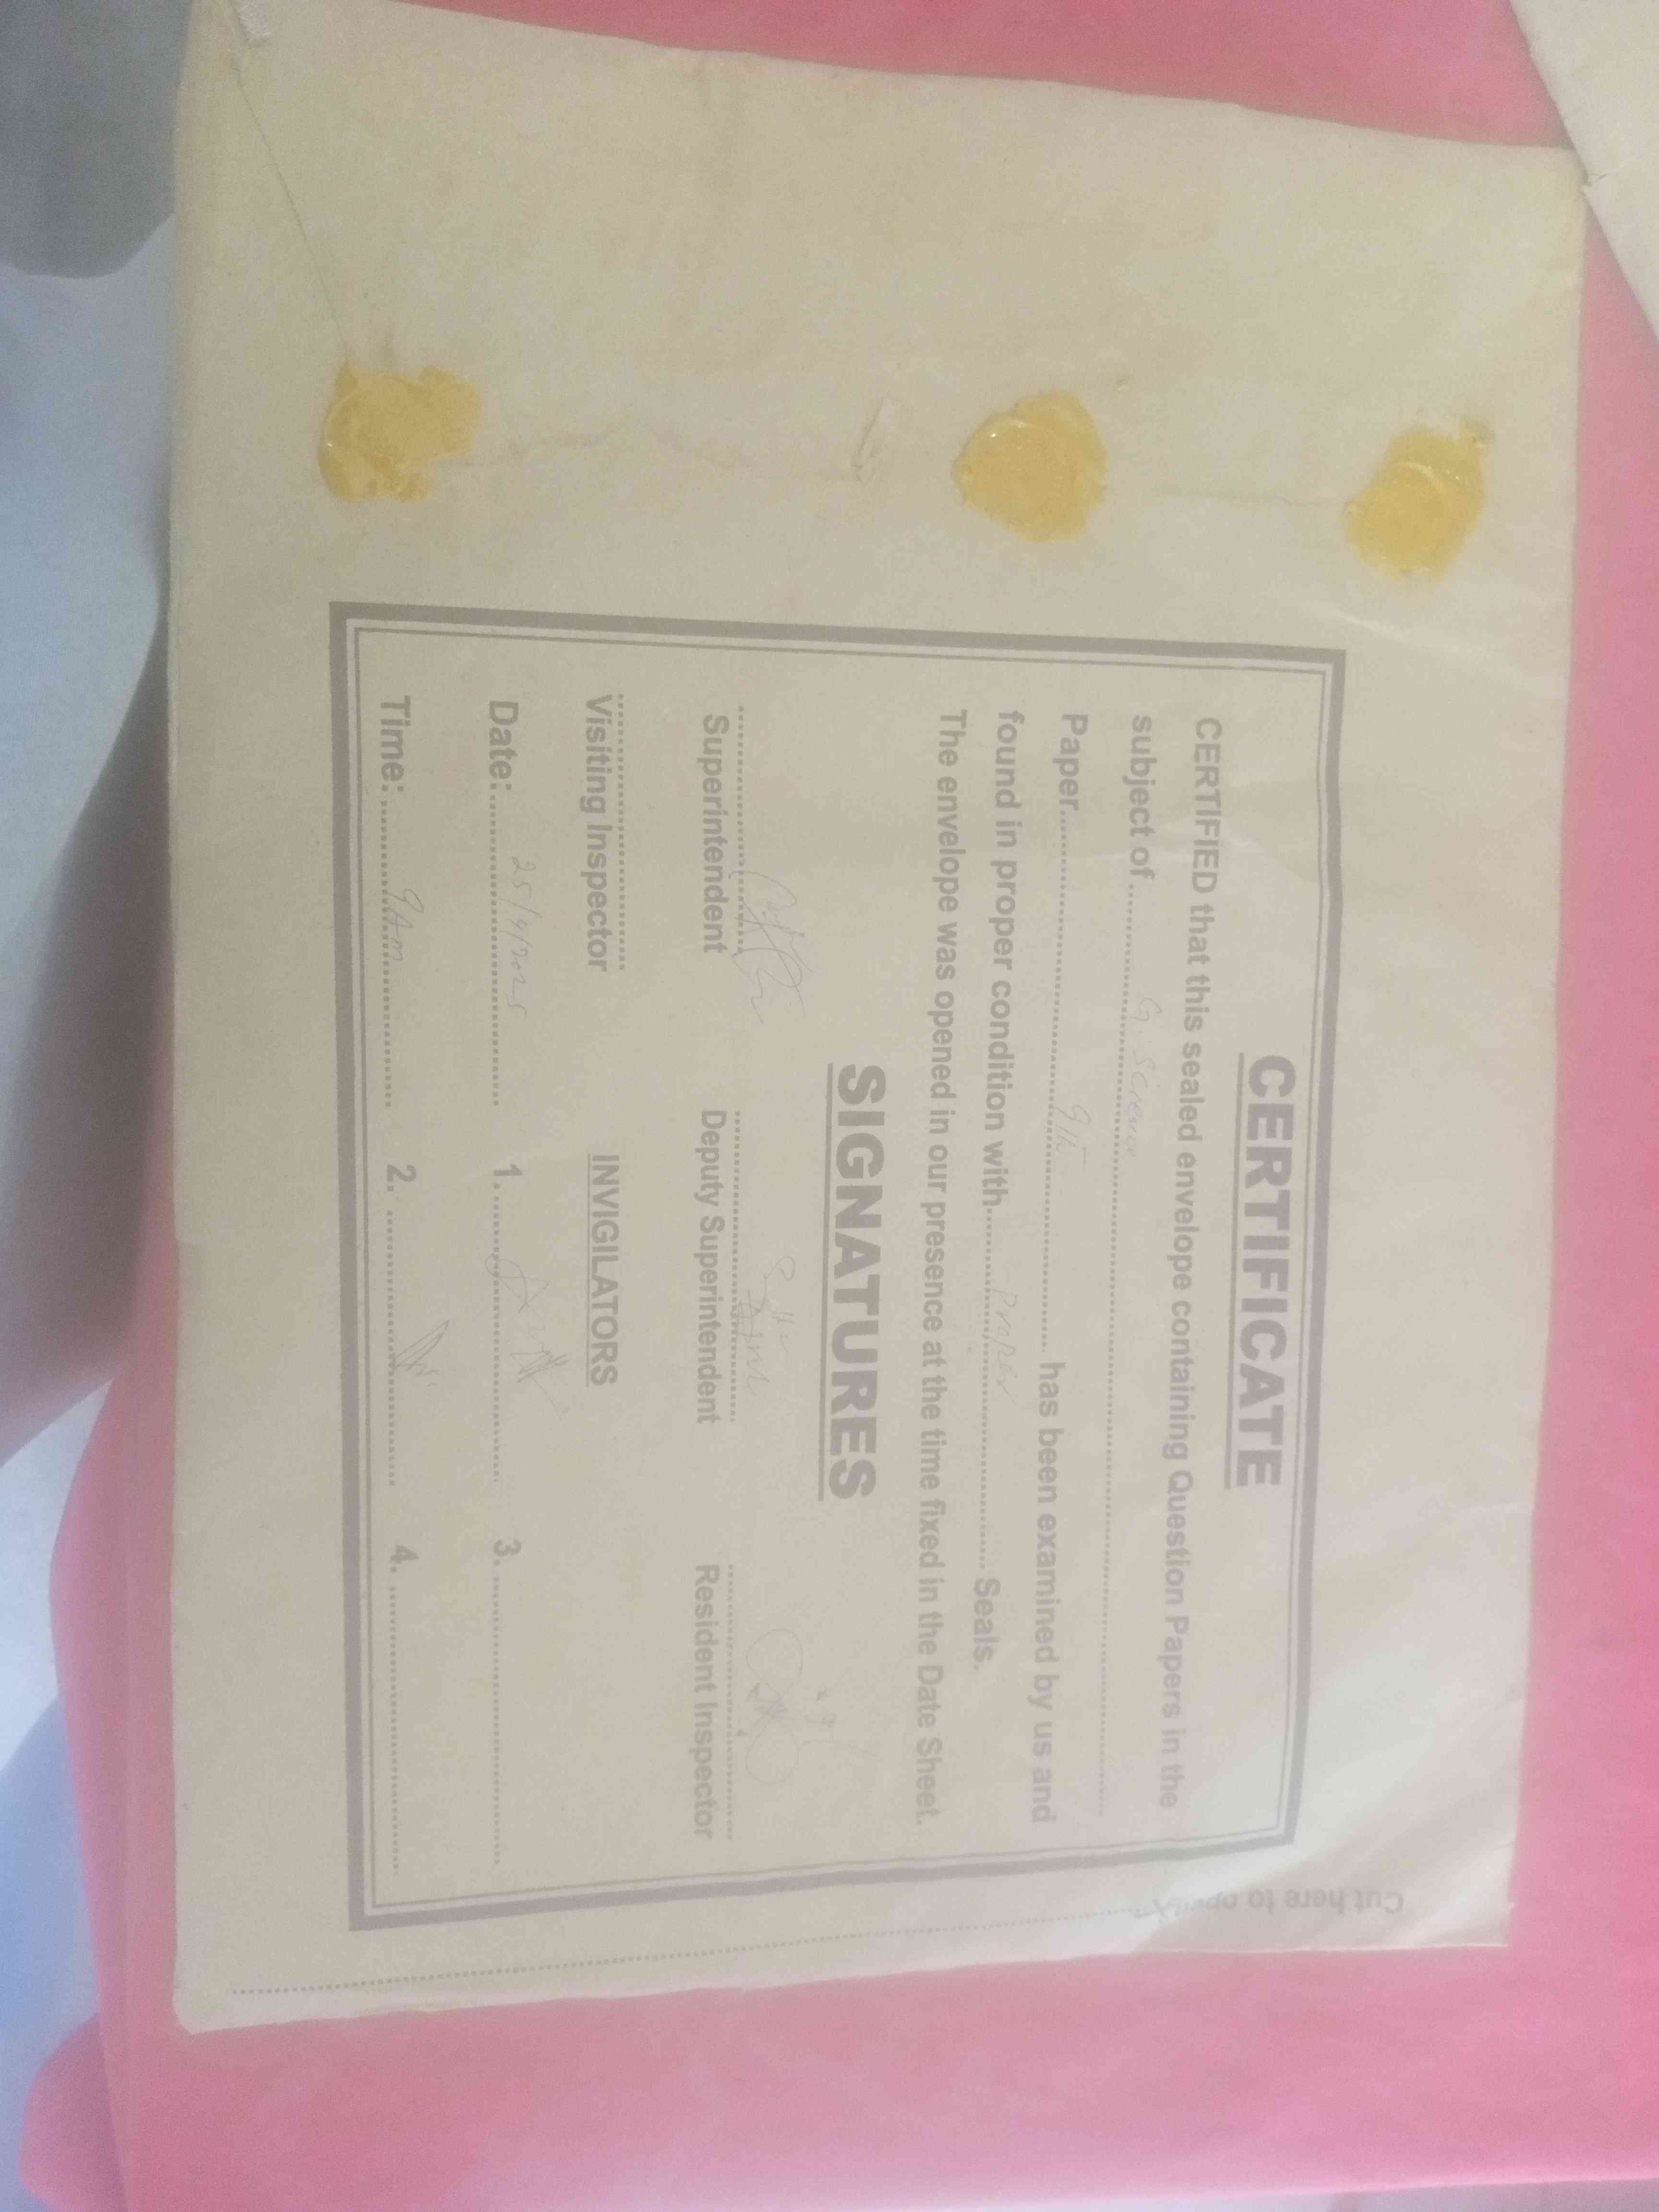 CERTIFICATE
CERTIFIED that this sealed envelope containing Question Papers in the
subject of.......... G. Science ..........
Paper.......... 9th .......... has been examined by us and
found in proper condition with.......... proper .......... Seals.
The envelope was opened in our presence at the time fixed in the Date Sheet.
SIGNATURES
Superintendent Deputy Superintendent Resident Inspector
Visiting Inspector INVIGILATORS
Date:.......... 25/4/2025 .......... 1. .......... 3. ..........
Time:.......... 9Am .......... 2. .......... 4. ..........
Cut here to open